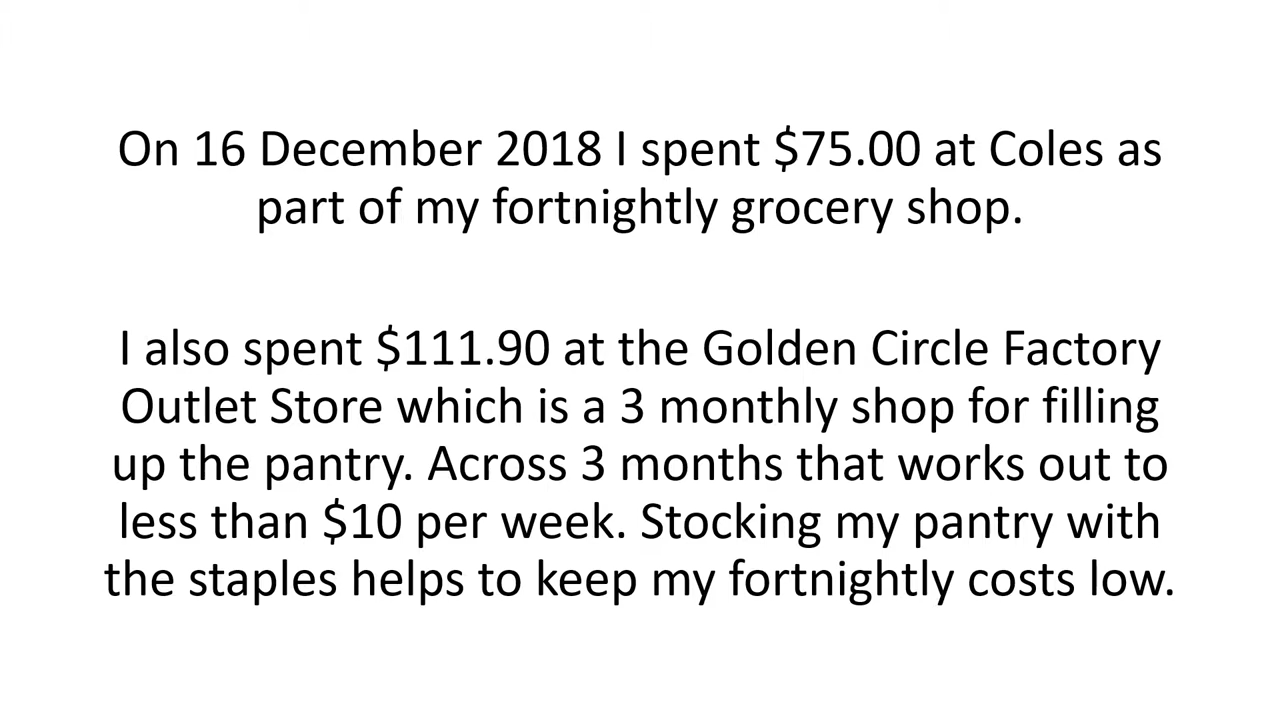 On 16 December 2018 I spent $75.00 at Coles as
part of my fortnightly grocery shop.
I also spent $111.90 at the Golden Circle Factory
Outlet Store which is a 3 monthly shop for filling
up the pantry. Across 3 months that works out to
less than $10 per week. Stocking my pantry with
the staples helps to keep my fortnightly costs low.